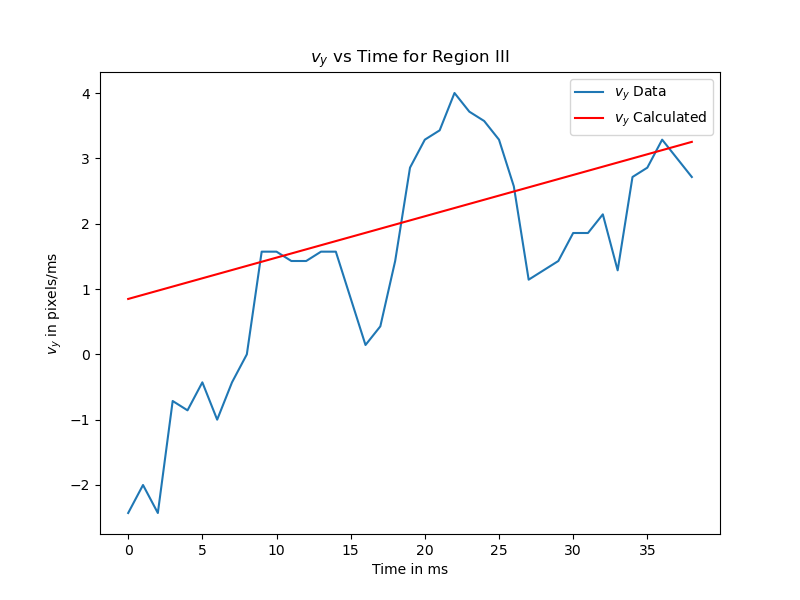 v_y vs Time for Region III
v_y Data
v_y Calculated
4
3
2
1
0
−1
−2
v_y in pixels/ms
0 5 10 15 20 25 30 35
Time in ms